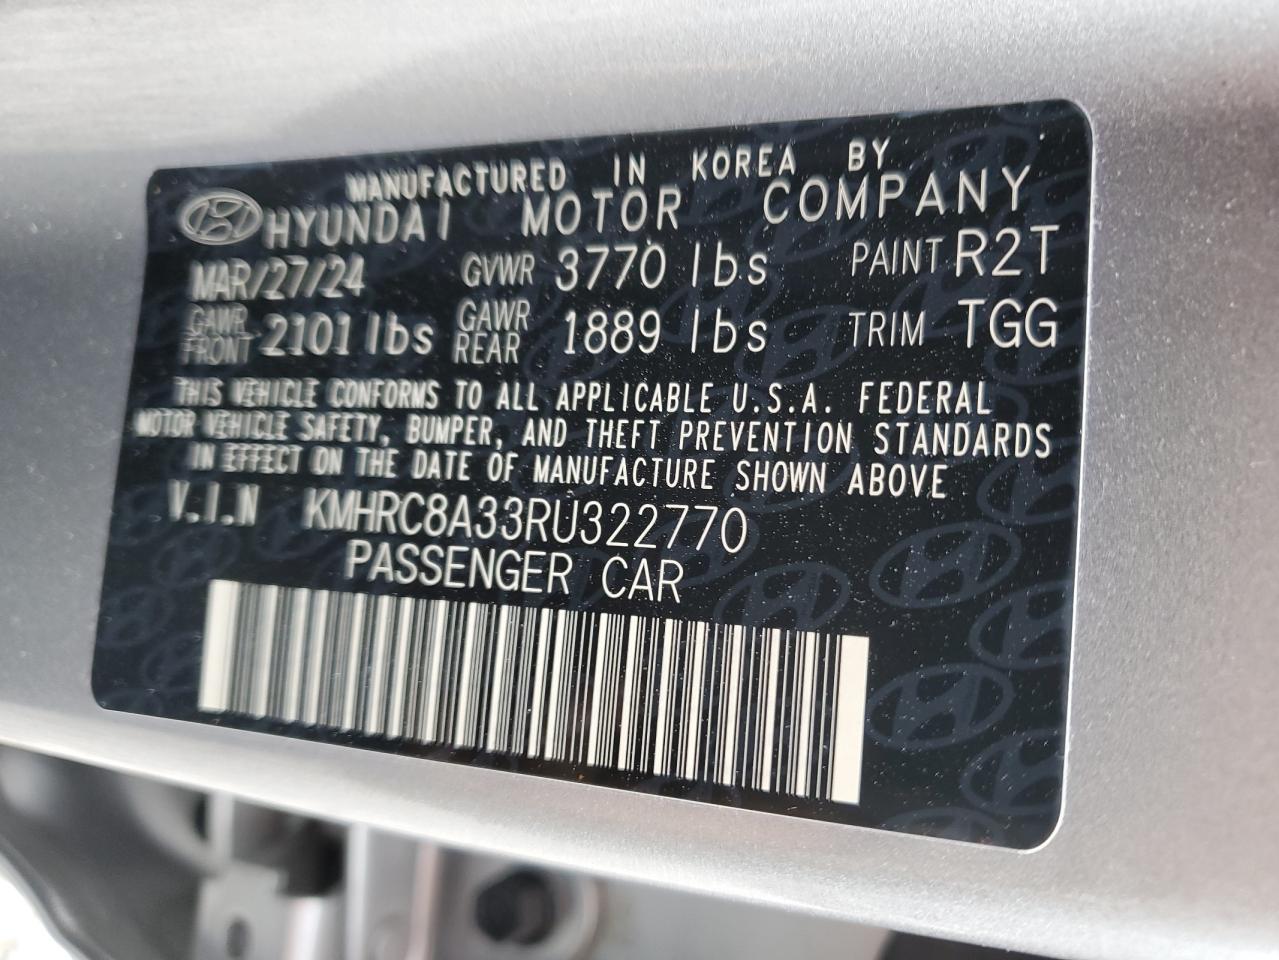 MANUFACTURED IN KOREA BY
HYUNDAI MOTOR COMPANY
MAR/27/24 GVWR 3770 lbs PAINT R2T
GAWR FRONT 2101 lbs GAWR REAR 1889 lbs TRIM TGG
THIS VEHICLE CONFORMS TO ALL APPLICABLE U.S.A. FEDERAL
MOTOR VEHICLE SAFETY, BUMPER, AND THEFT PREVENTION STANDARDS
IN EFFECT ON THE DATE OF MANUFACTURE SHOWN ABOVE
V.I.N KMHRC8A33RU322770
PASSENGER CAR